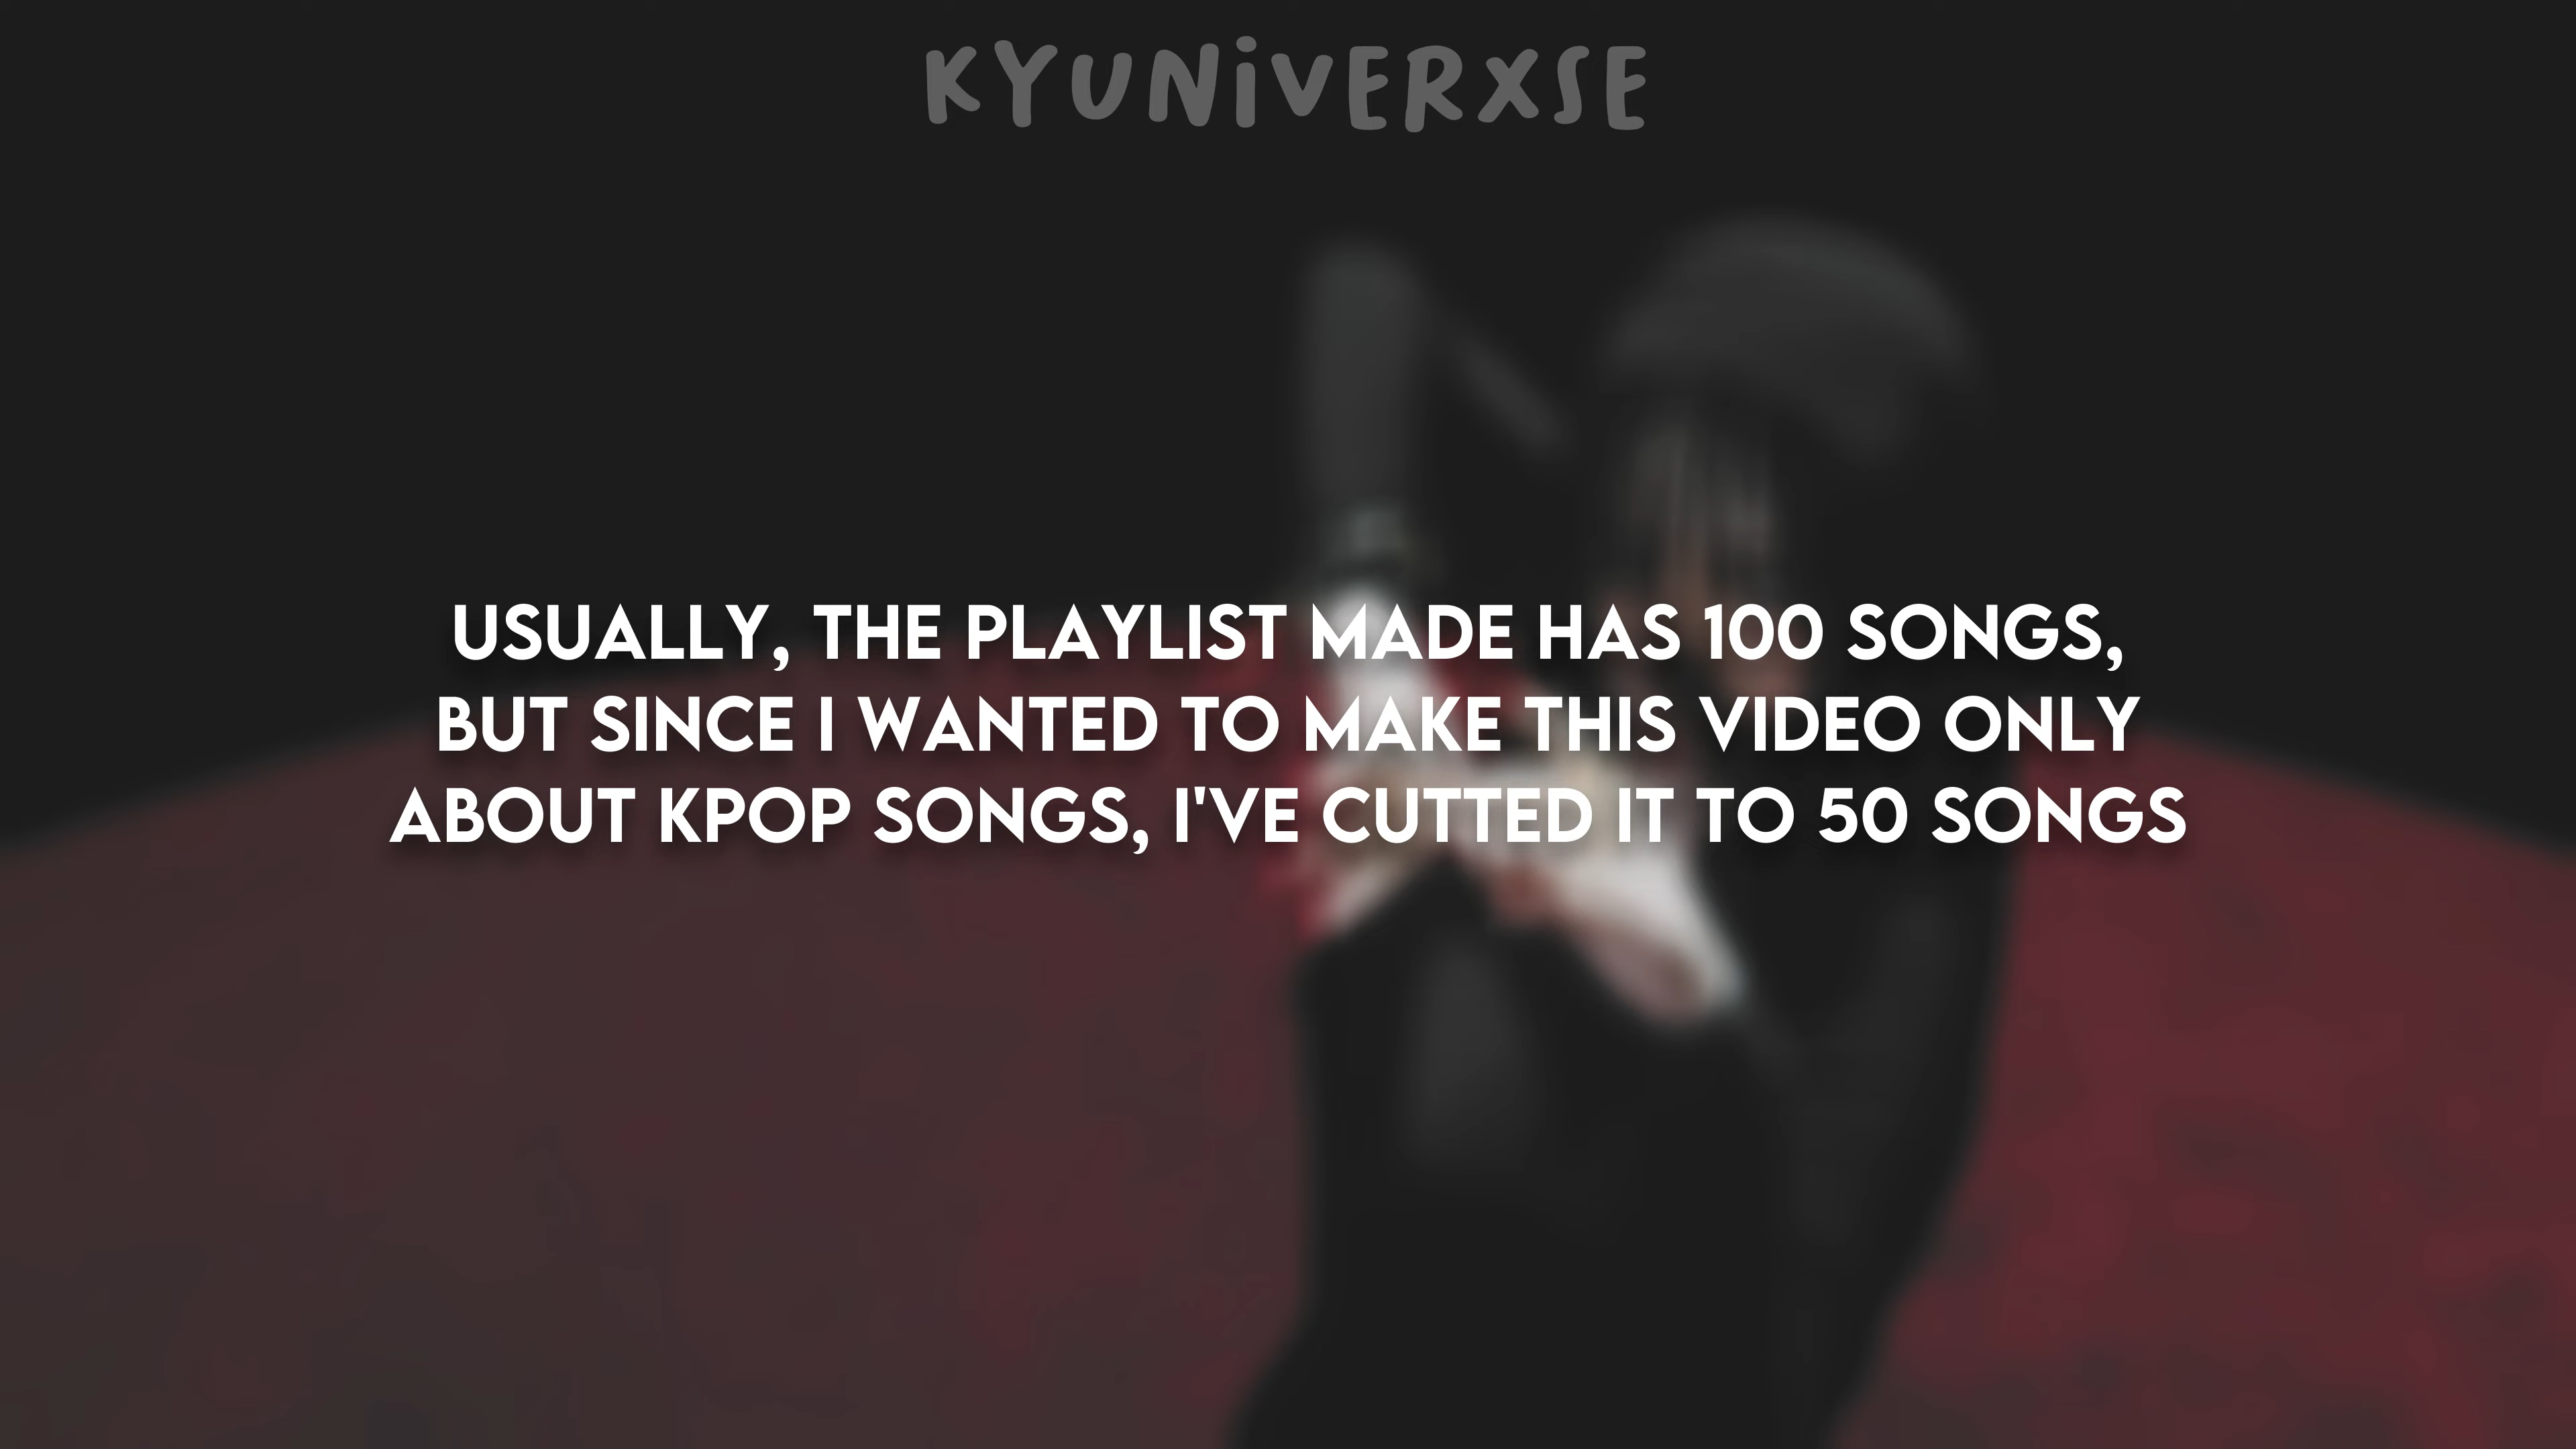 KYUNiVERXSE
USUALLY, THE PLAYLIST MADE HAS 100 SONGS,
BUT SINCE I WANTED TO MAKE THIS VIDEO ONLY
ABOUT KPOP SONGS, I'VE CUTTED IT TO 50 SONGS